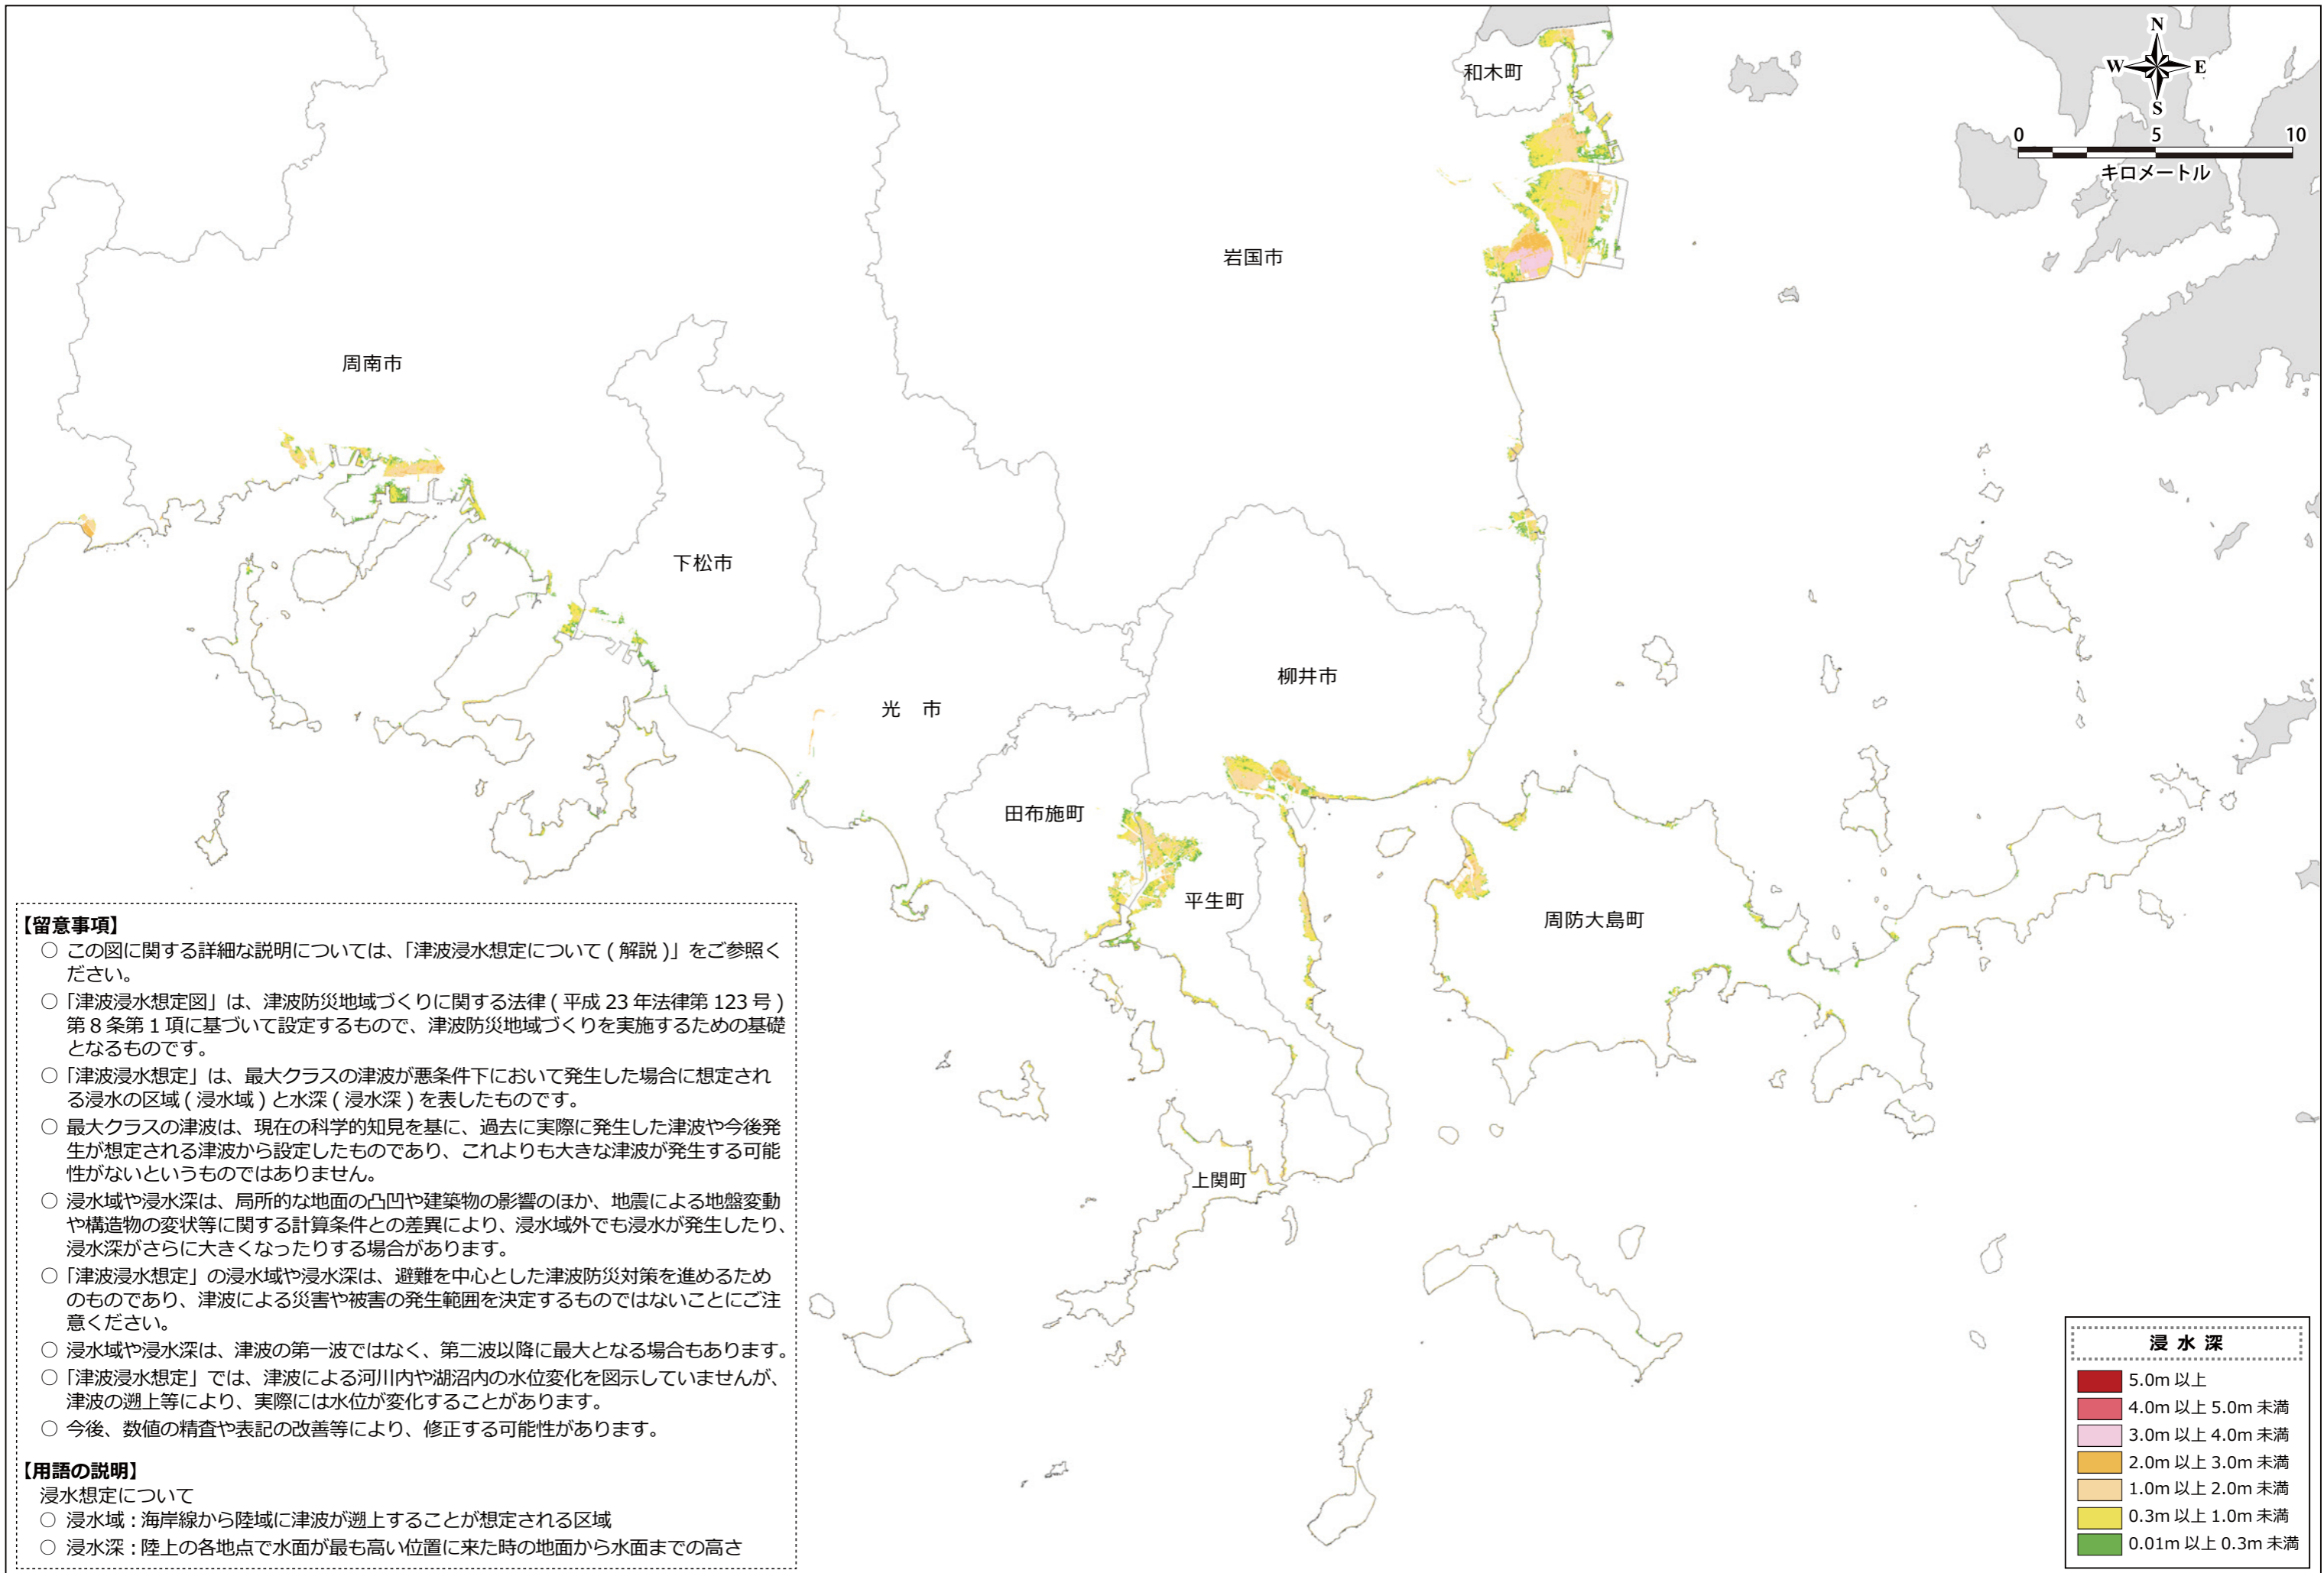 N
W E
S
0 5 10
キロメートル
和木町
岩国市
周南市
下松市
柳井市
光 市
田布施町
平生町
周防大島町
上関町
【留意事項】
○ この図に関する詳細な説明については、「津波浸水想定について ( 解説 )」をご参照く
ださい。
○「津波浸水想定図」は、津波防災地域づくりに関する法律 ( 平成 23 年法律第 123 号 )
第 8 条第 1 項に基づいて設定するもので、津波防災地域づくりを実施するための基礎
となるものです。
○「津波浸水想定」は、最大クラスの津波が悪条件下において発生した場合に想定され
る浸水の区域 ( 浸水域 ) と水深 ( 浸水深 ) を表したものです。
○ 最大クラスの津波は、現在の科学的知見を基に、過去に実際に発生した津波や今後発
生が想定される津波から設定したものであり、これよりも大きな津波が発生する可能
性がないというものではありません。
○ 浸水域や浸水深は、局所的な地面の凸凹や建築物の影響のほか、地震による地盤変動
や構造物の変状等に関する計算条件との差異により、浸水域外でも浸水が発生したり、
浸水深がさらに大きくなったりする場合があります。
○「津波浸水想定」の浸水域や浸水深は、避難を中心とした津波防災対策を進めるため
のものであり、津波による災害や被害の発生範囲を決定するものではないことにご注
意ください。
○ 浸水域や浸水深は、津波の第一波ではなく、第二波以降に最大となる場合もあります。
○「津波浸水想定」では、津波による河川内や湖沼内の水位変化を図示していませんが、
津波の遡上等により、実際には水位が変化することがあります。
○ 今後、数値の精査や表記の改善等により、修正する可能性があります。
【用語の説明】
浸水想定について
○ 浸水域 : 海岸線から陸域に津波が遡上することが想定される区域
○ 浸水深 : 陸上の各地点で水面が最も高い位置に来た時の地面から水面までの高さ
浸 水 深
5.0m 以上
4.0m 以上 5.0m 未満
3.0m 以上 4.0m 未満
2.0m 以上 3.0m 未満
1.0m 以上 2.0m 未満
0.3m 以上 1.0m 未満
0.01m 以上 0.3m 未満